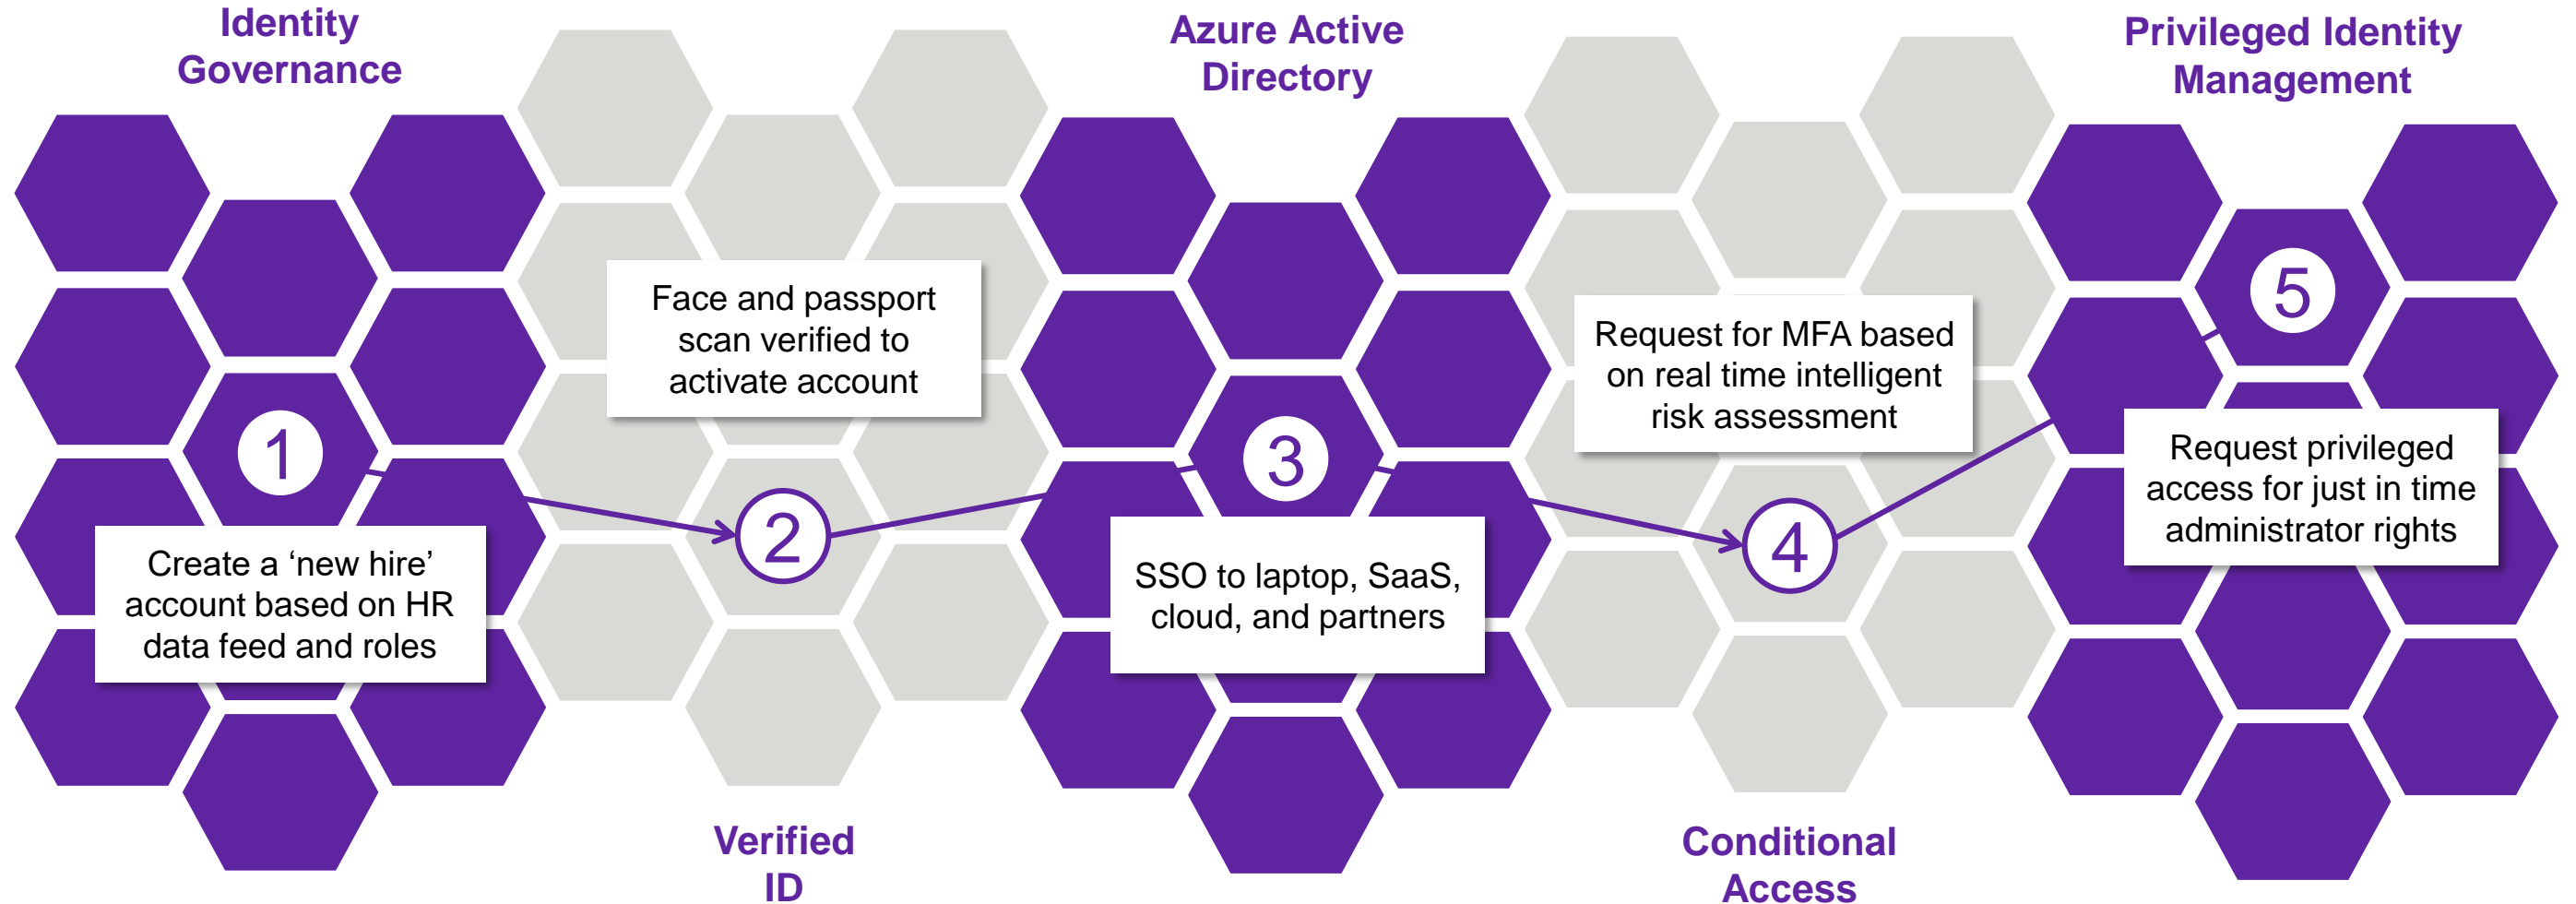 Identity
Governance
1
Create a ‘new hire’
account based on HR
data feed and roles
Face and passport
scan verified to
activate account
2
Verified
ID
Azure Active
Directory
3
SSO to laptop, SaaS,
cloud, and partners
Request for MFA based
on real time intelligent
risk assessment
4
Conditional
Access
Privileged Identity
Management
5
Request privileged
access for just in time
administrator rights